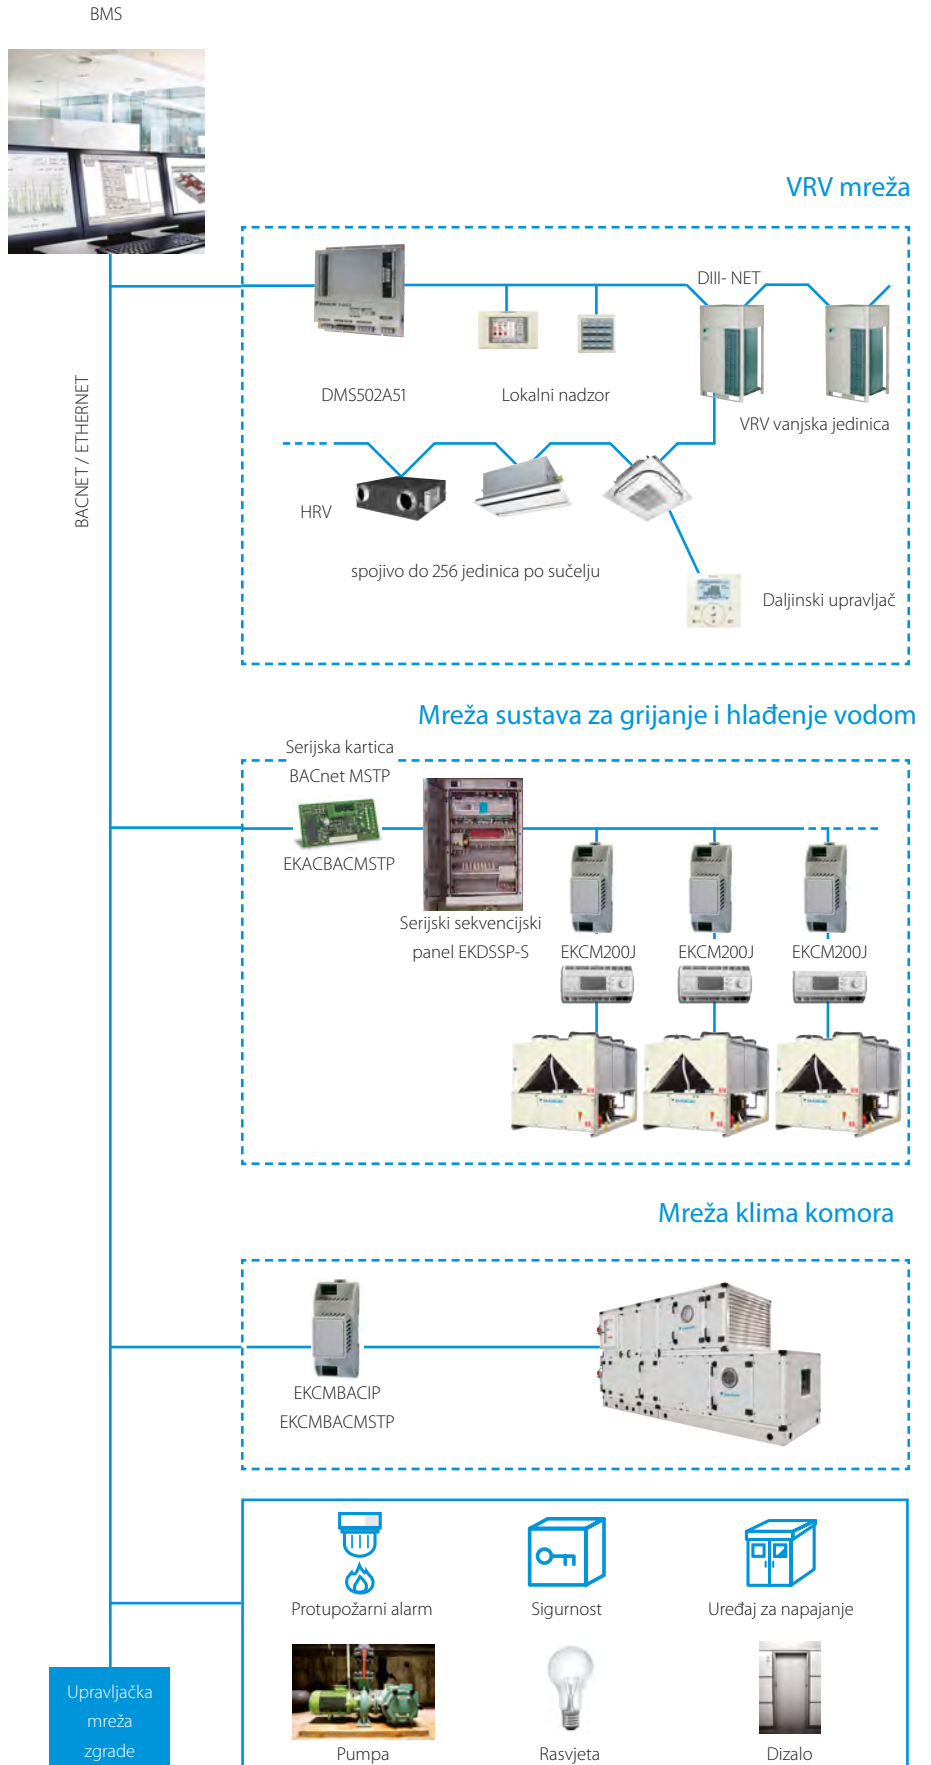 BMS
VRV mreža
DIII- NET
DMS502A51
Lokalni nadzor
VRV vanjska jedinica
BACNET / ETHERNET
HRV
spojivo do 256 jedinica po sučelju
Daljinski upravljač
Mreža sustava za grijanje i hlađenje vodom
Serijska kartica
BACnet MSTP
EKACBACMSTP
Serijski sekvencijski
panel EKDSSP-S
EKCM200J
EKCM200J
EKCM200J
Mreža klima komora
EKCMBACIP
EKCMBACMSTP
Protupožarni alarm
Sigurnost
Uređaj za napajanje
Upravljačka
mreža
zgrade
Pumpa
Rasvjeta
Dizalo